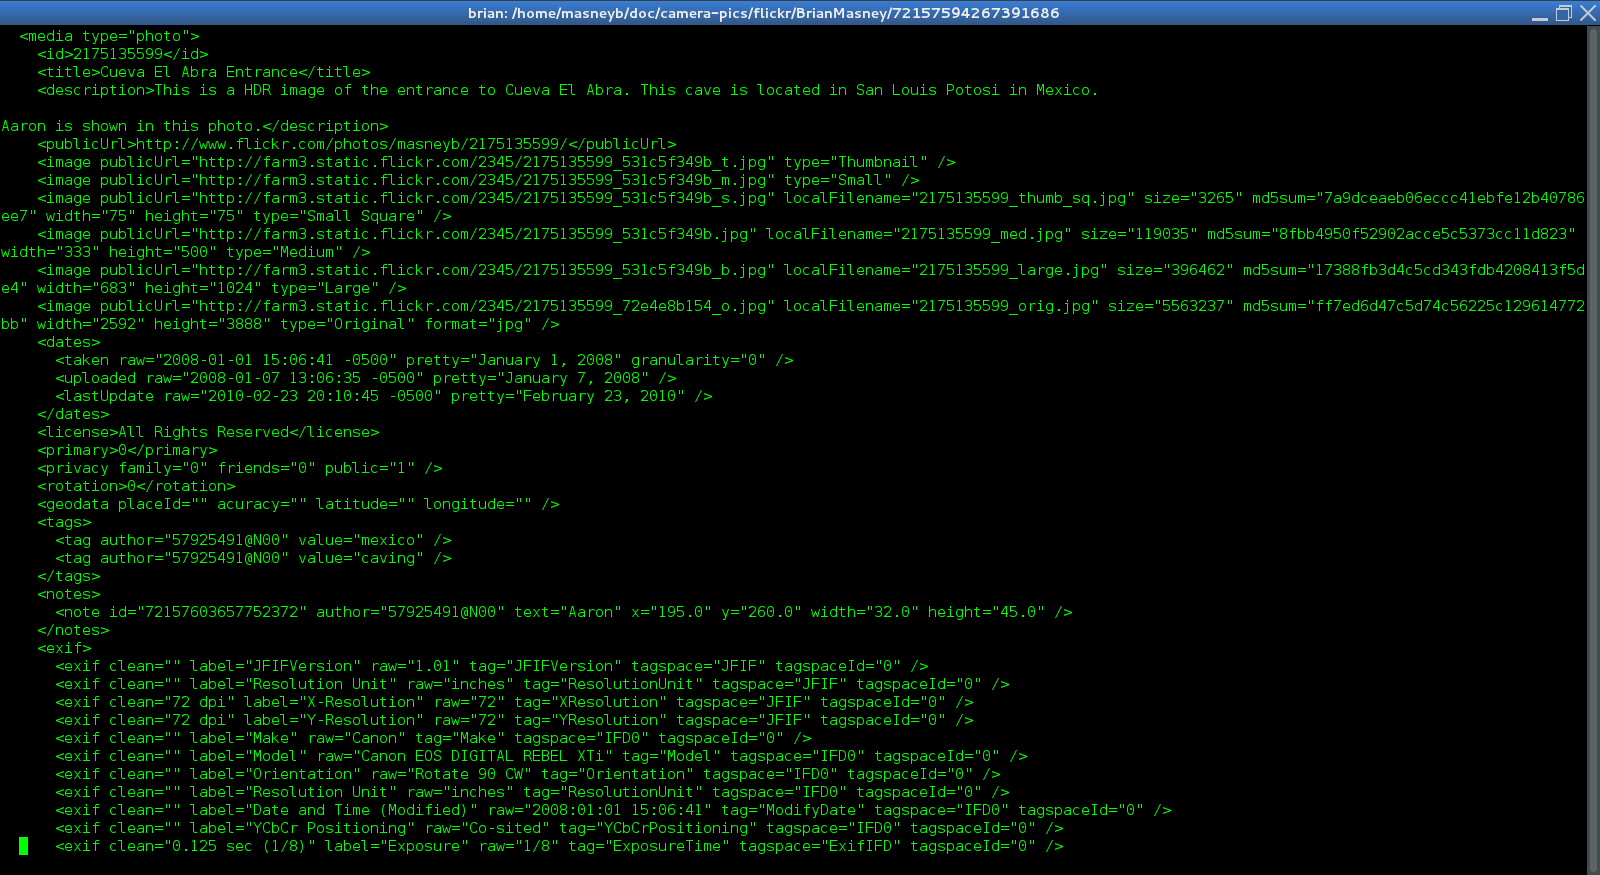 brian: /home/masneyb/doc/camera-pics/flickr/BrianMasney/72157594267391686
<media type="photo">
<id>2175135599</id>
<title>Cueva El Abra Entrance</title>
<description>This is a HDR image of the entrance to Cueva El Abra. This cave is located in San Louis Potosi in Mexico.
Aaron is shown in this photo.</description>
<publicUrl>http://www.flickr.com/photos/masneyb/2175135599/</publicUrl>
<image publicUrl="http://farm3.static.flickr.com/2345/2175135599_531c5f349b_t.jpg" type="Thumbnail" />
<image publicUrl="http://farm3.static.flickr.com/2345/2175135599_531c5f349b_m.jpg" type="Small" />
<image publicUrl="http://farm3.static.flickr.com/2345/2175135599_531c5f349b_s.jpg" localFilename="2175135599_thumb_sq.jpg" size="3265" md5sum="7a9dceaeb06eccc41ebfe12b40786
ee7" width="75" height="75" type="Small Square" />
<image publicUrl="http://farm3.static.flickr.com/2345/2175135599_531c5f349b.jpg" localFilename="2175135599_med.jpg" size="119035" md5sum="8fbb4950f52902acce5c5373cc11d823"
width="333" height="500" type="Medium" />
<image publicUrl="http://farm3.static.flickr.com/2345/2175135599_531c5f349b_b.jpg" localFilename="2175135599_large.jpg" size="396462" md5sum="17388fb3d4c5cd343fdb4208413f5d
e4" width="683" height="1024" type="Large" />
<image publicUrl="http://farm3.static.flickr.com/2345/2175135599_72e4e8b154_o.jpg" localFilename="2175135599_orig.jpg" size="5563237" md5sum="ff7ed6d47c5d74c56225c129614772
bb" width="2592" height="3888" type="Original" format="jpg" />
<dates>
<taken raw="2008-01-01 15:06:41 -0500" pretty="January 1, 2008" granularity="0" />
<uploaded raw="2008-01-07 13:06:35 -0500" pretty="January 7, 2008" />
<lastUpdate raw="2010-02-23 20:10:45 -0500" pretty="February 23, 2010" />
</dates>
<license>All Rights Reserved</license>
<primary>0</primary>
<privacy family="0" friends="0" public="1" />
<rotation>0</rotation>
<geodata placeId="" acuracy="" latitude="" longitude="" />
<tags>
<tag author="57925491@N00" value="mexico" />
<tag author="57925491@N00" value="caving" />
</tags>
<notes>
<note id="72157603657752372" author="57925491@N00" text="Aaron" x="195.0" y="260.0" width="32.0" height="45.0" />
</notes>
<exif>
<exif clean="" label="JFIFVersion" raw="1.01" tag="JFIFVersion" tagspace="JFIF" tagspaceId="0" />
<exif clean="" label="Resolution Unit" raw="inches" tag="ResolutionUnit" tagspace="JFIF" tagspaceId="0" />
<exif clean="72 dpi" label="X-Resolution" raw="72" tag="XResolution" tagspace="JFIF" tagspaceId="0" />
<exif clean="72 dpi" label="Y-Resolution" raw="72" tag="YResolution" tagspace="JFIF" tagspaceId="0" />
<exif clean="" label="Make" raw="Canon" tag="Make" tagspace="IFD0" tagspaceId="0" />
<exif clean="" label="Model" raw="Canon EOS DIGITAL REBEL XTi" tag="Model" tagspace="IFD0" tagspaceId="0" />
<exif clean="" label="Orientation" raw="Rotate 90 CW" tag="Orientation" tagspace="IFD0" tagspaceId="0" />
<exif clean="" label="Resolution Unit" raw="inches" tag="ResolutionUnit" tagspace="IFD0" tagspaceId="0" />
<exif clean="" label="Date and Time (Modified)" raw="2008:01:01 15:06:41" tag="ModifyDate" tagspace="IFD0" tagspaceId="0" />
<exif clean="" label="YCbCr Positioning" raw="Co-sited" tag="YCbCrPositioning" tagspace="IFD0" tagspaceId="0" />
<exif clean="0.125 sec (1/8)" label="Exposure" raw="1/8" tag="ExposureTime" tagspace="ExifIFD" tagspaceId="0" />